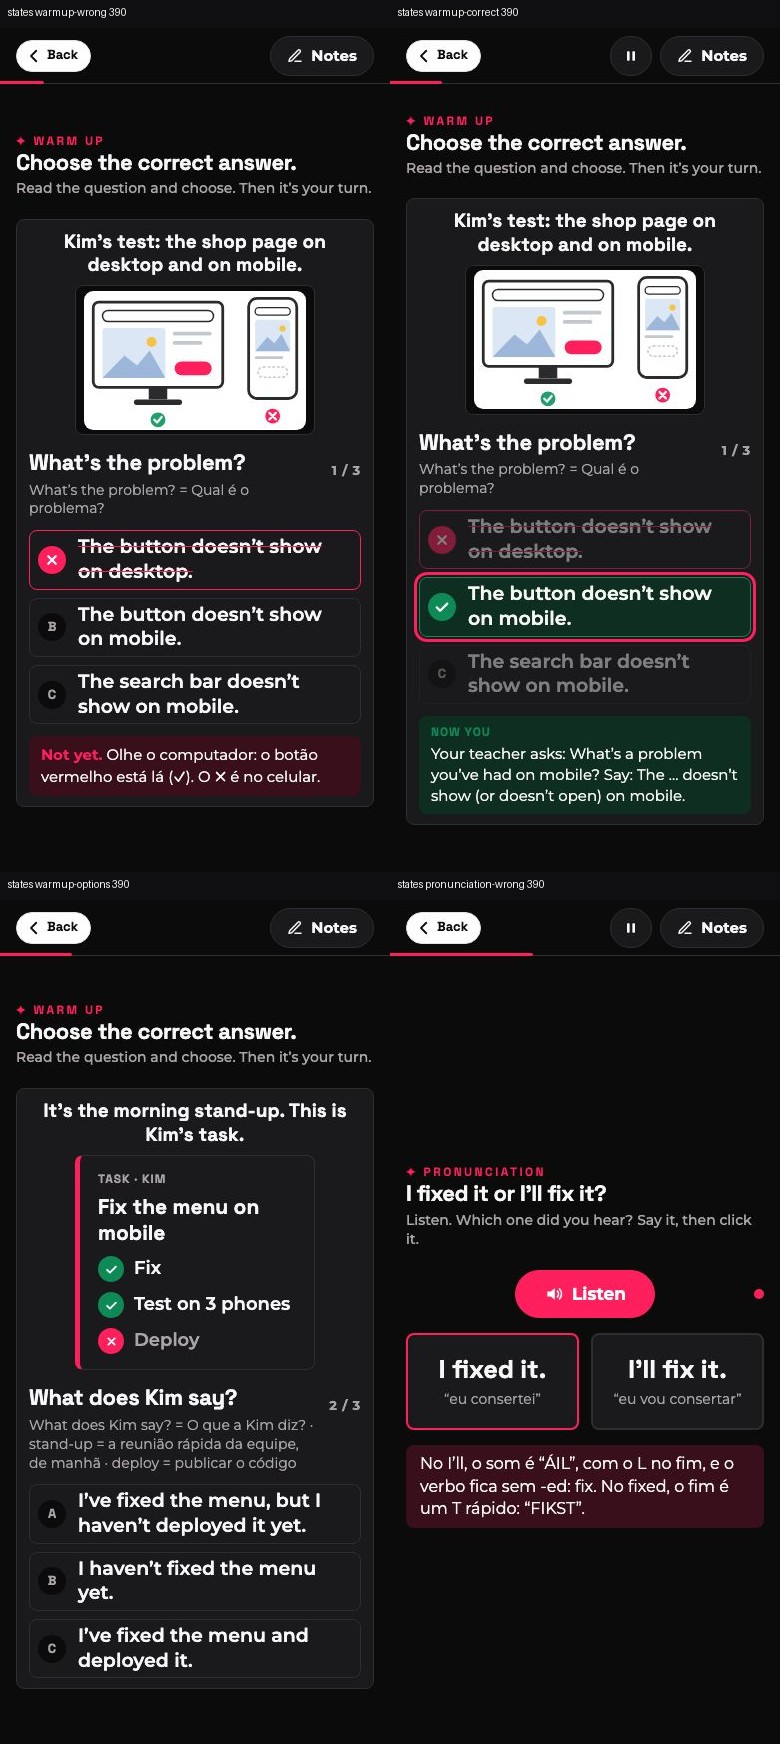 states warmup-wrong 390
Back
Notes
WARM UP
Choose the correct answer.
Read the question and choose. Then it's your turn.
Kim's test: the shop page on
desktop and on mobile.
What's the problem?
1 / 3
What's the problem? = Qual é o
problema?
The button doesn't show
on desktop.
B
The button doesn't show
on mobile.
C
The search bar doesn't
show on mobile.
Not yet. Olhe o computador: o botão
vermelho está lá (✓). O ✕ é no celular.
states warmup-correct 390
Back
Notes
WARM UP
Choose the correct answer.
Read the question and choose. Then it's your turn.
Kim's test: the shop page on
desktop and on mobile.
What's the problem?
1 / 3
What's the problem? = Qual é o
problema?
The button doesn't show
on desktop.
The button doesn't show
on mobile.
C
The search bar doesn't
show on mobile.
NOW YOU
Your teacher asks: What's a problem
you've had on mobile? Say: The ... doesn't
show (or doesn't open) on mobile.
states warmup-options 390
Back
Notes
WARM UP
Choose the correct answer.
Read the question and choose. Then it's your turn.
It's the morning stand-up. This is
Kim's task.
TASK · KIM
Fix the menu on
mobile
Fix
Test on 3 phones
Deploy
What does Kim say?
2 / 3
What does Kim say? = O que a Kim diz? ·
stand-up = a reunião rápida da equipe,
de manhã · deploy = publicar o código
A
I've fixed the menu, but I
haven't deployed it yet.
B
I haven't fixed the menu
yet.
C
I've fixed the menu and
deployed it.
states pronunciation-wrong 390
Back
Notes
PRONUNCIATION
I fixed it or I'll fix it?
Listen. Which one did you hear? Say it, then click
it.
Listen
I fixed it.
"eu consertei"
I'll fix it.
"eu vou consertar"
No I'll, o som é "ÁIL", com o L no fim, e o
verbo fica sem -ed: fix. No fixed, o fim é
um T rápido: "FIKST".